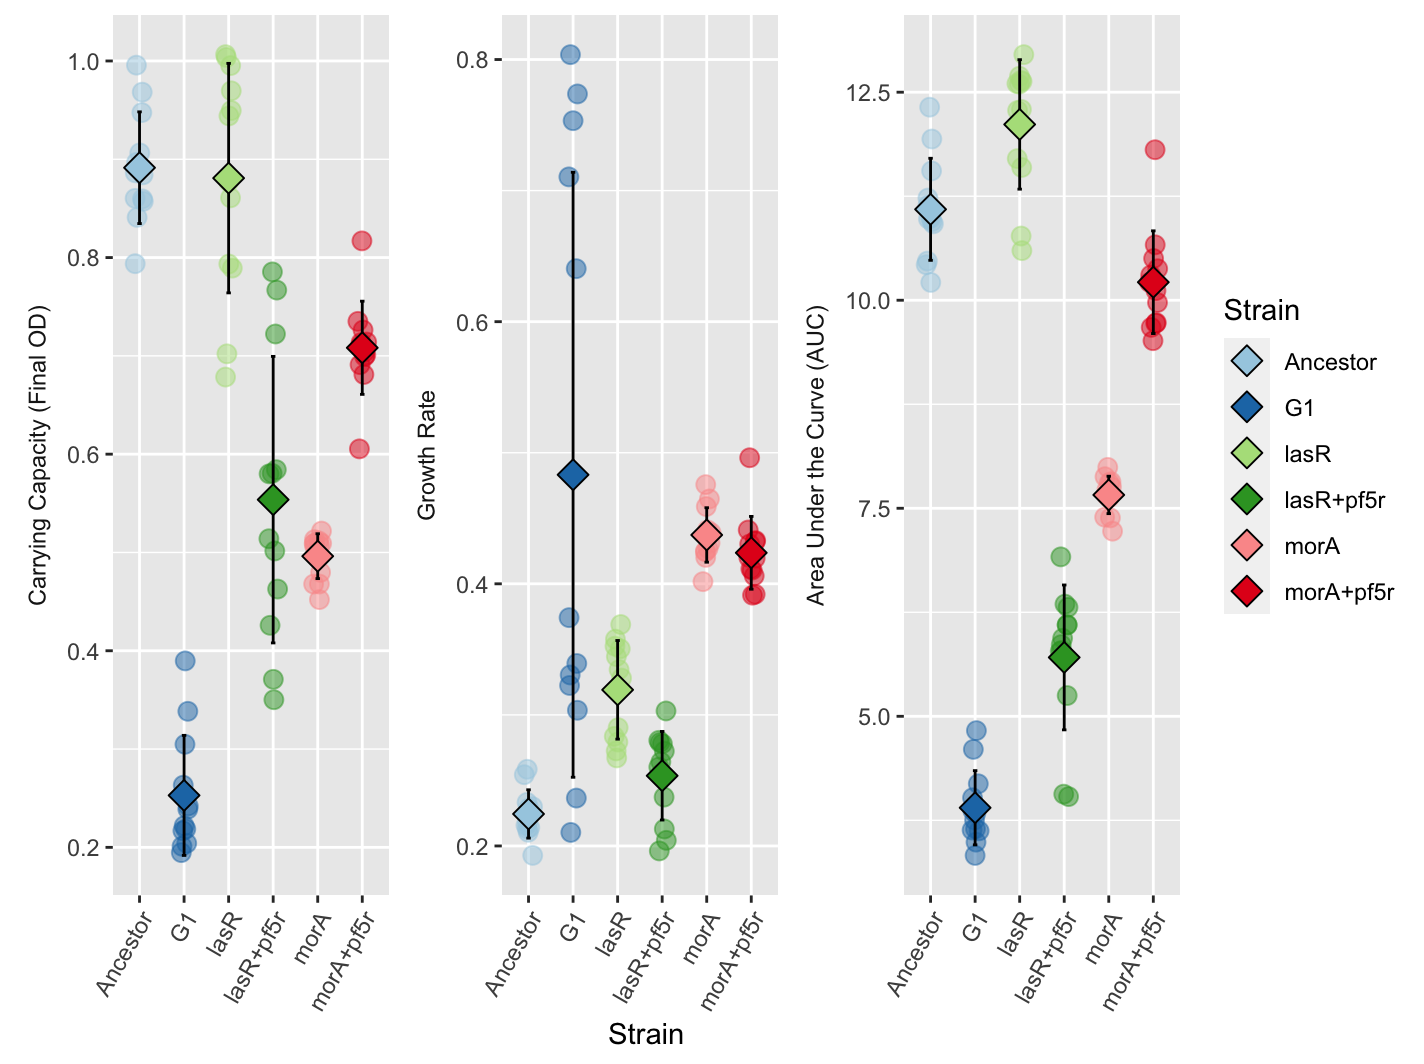 Carrying Capacity (Final OD)
1.0
0.8
0.6
0.4
0.2
Ancestor
G1
lasR
lasR+pf5r
morA
morA+pf5r
Growth Rate
0.8
0.6
0.4
0.2
Ancestor
G1
lasR
lasR+pf5r
morA
morA+pf5r
Area Under the Curve (AUC)
12.5
10.0
7.5
5.0
Ancestor
G1
lasR
lasR+pf5r
morA
morA+pf5r
Strain
Strain
Ancestor
G1
lasR
lasR+pf5r
morA
morA+pf5r